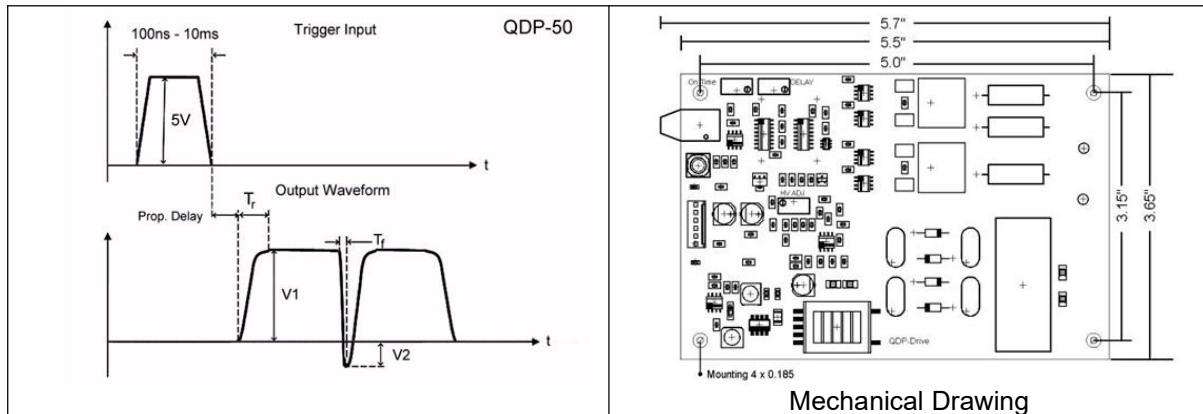 QDP-50
Trigger Input
100ns - 10ms
5V
t
Output Waveform
Tr
Prop. Delay
Tf
V1
V2
t
5.7"
5.5"
5.0"
On Time
DELAY
HV ADJ
3.15"
3.65"
QDP-Drive
Mounting 4 x 0.185
Mechanical Drawing